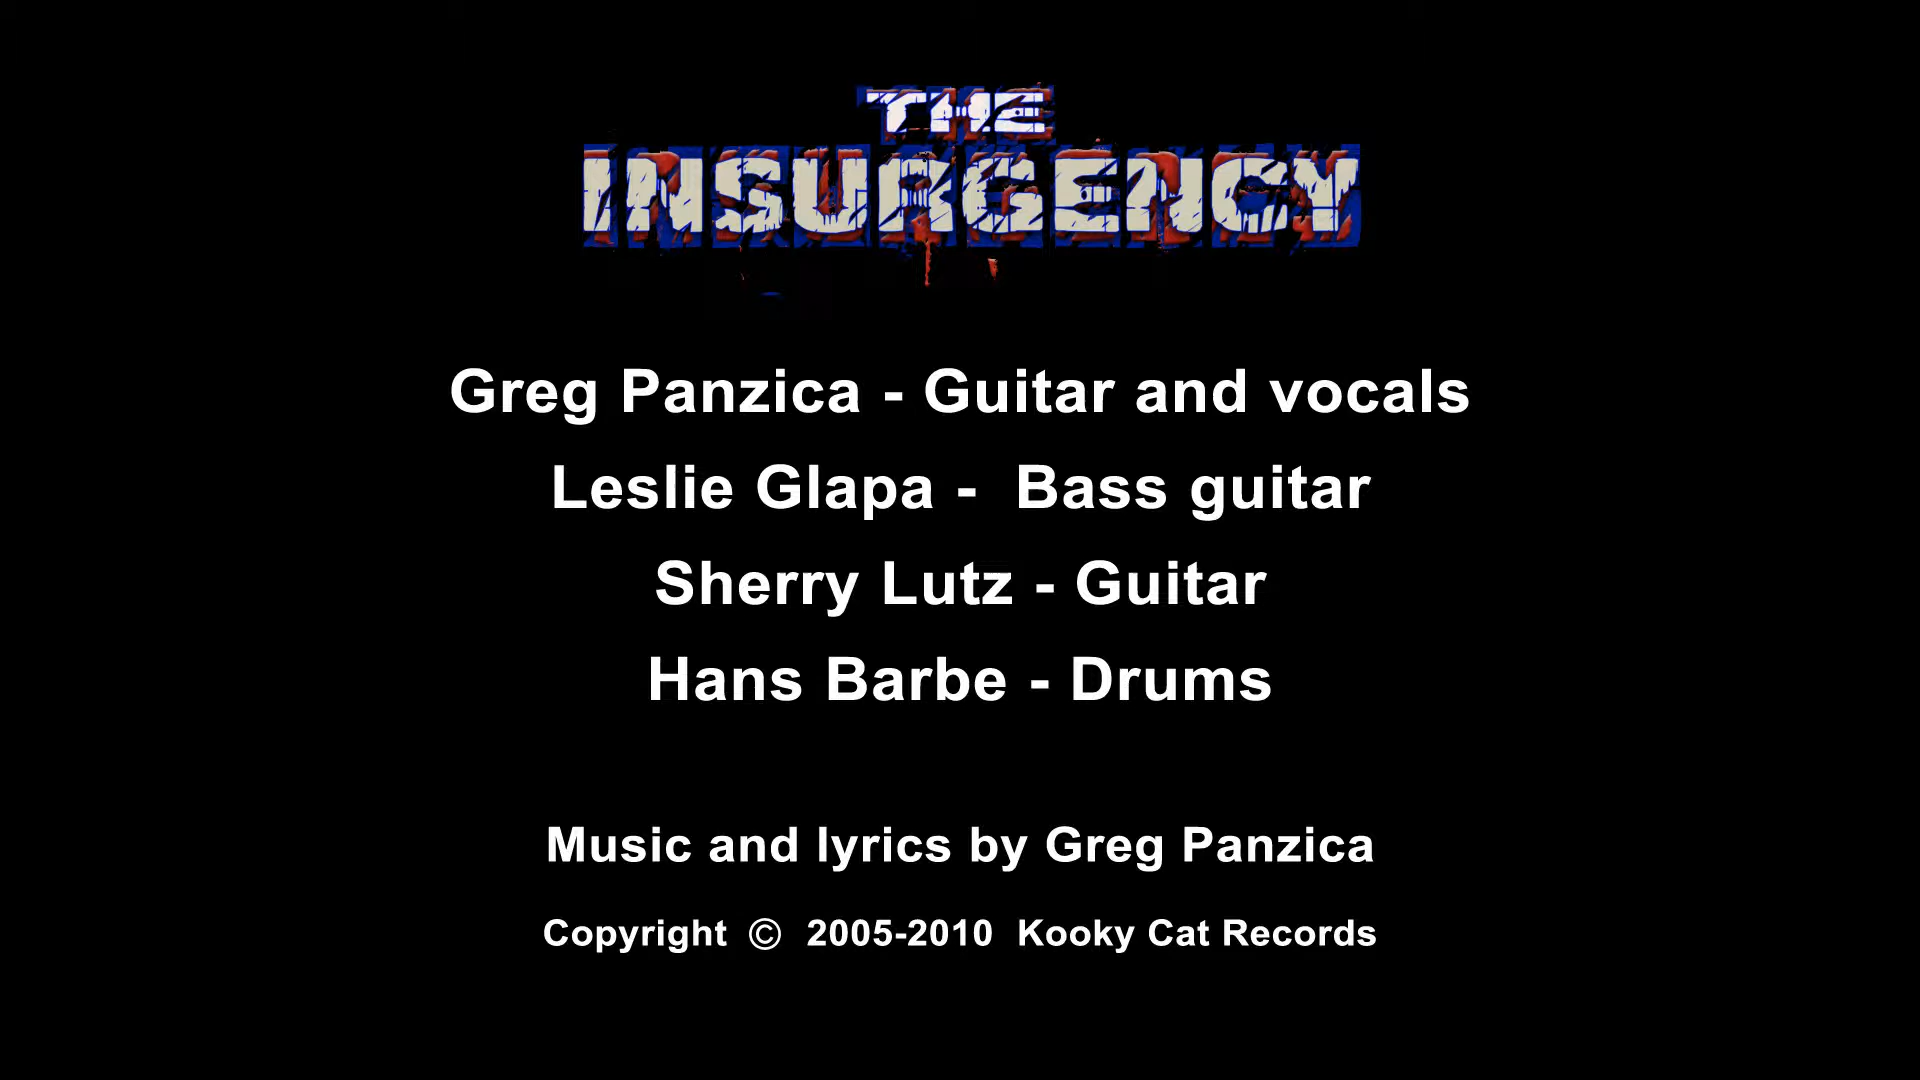 THE
INSURGENCY
Greg Panzica - Guitar and vocals
Leslie Glapa -  Bass guitar
Sherry Lutz - Guitar
Hans Barbe - Drums
Music and lyrics by Greg Panzica
Copyright © 2005-2010 Kooky Cat Records